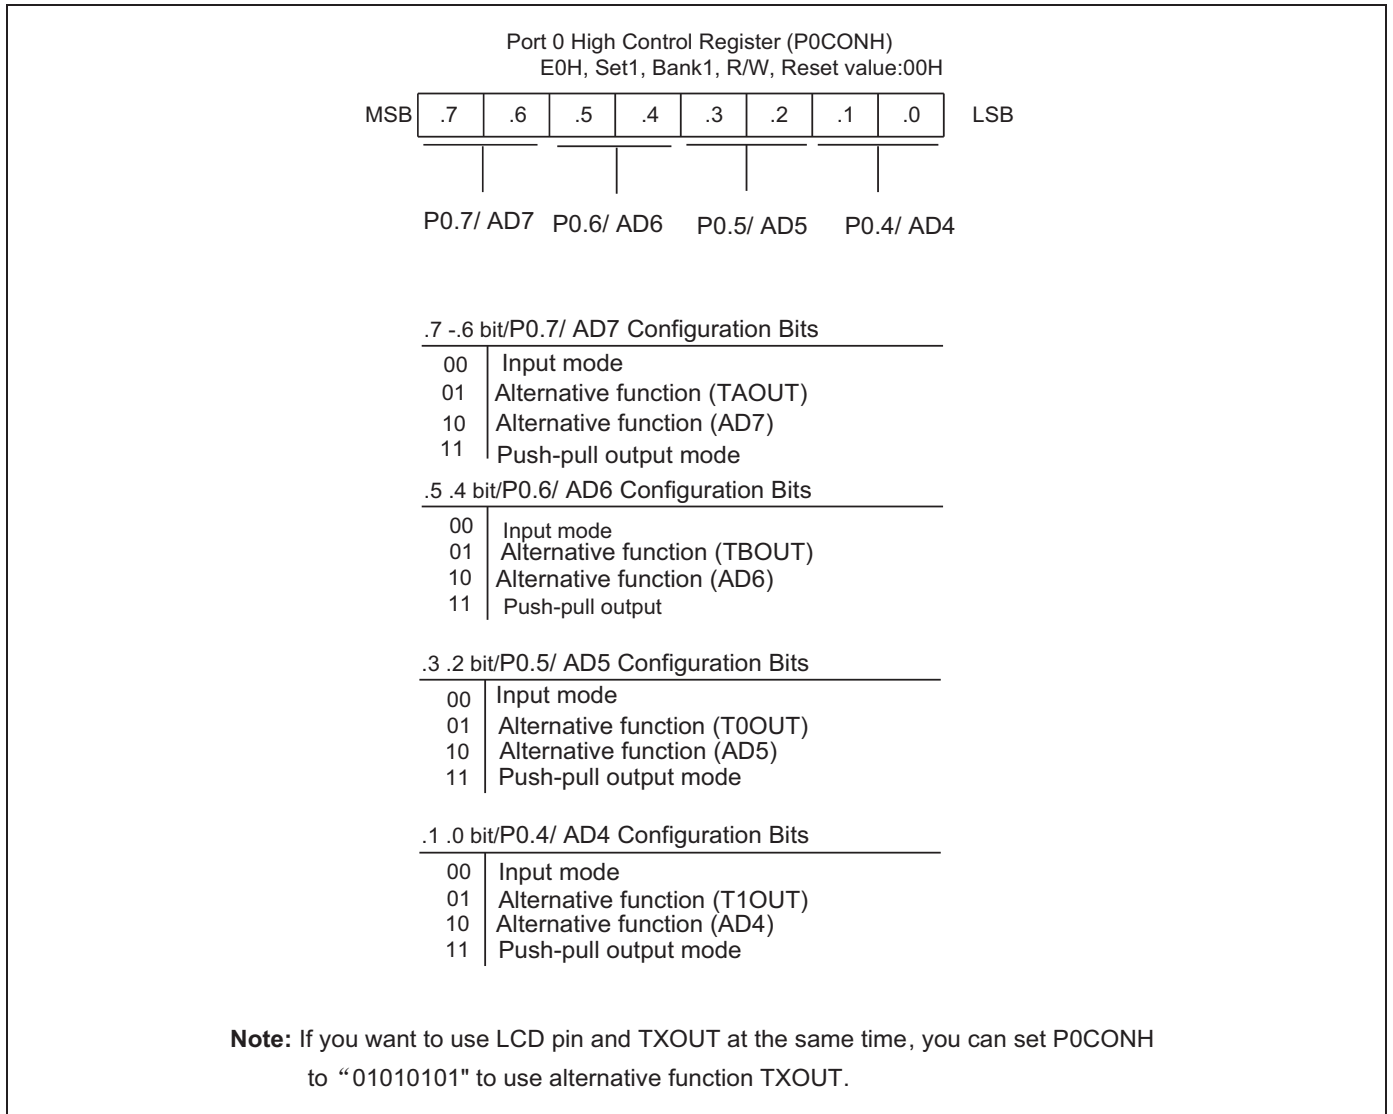 Port 0 High Control Register (P0CONH)
E0H, Set1, Bank1, R/W, Reset value:00H
MSB .7 .6 .5 .4 .3 .2 .1 .0 LSB
P0.7/ AD7 P0.6/ AD6 P0.5/ AD5 P0.4/ AD4
.7 -.6 bit/P0.7/ AD7 Configuration Bits
00 Input mode
01 Alternative function (TAOUT)
10 Alternative function (AD7)
11 Push-pull output mode
.5 .4 bit/P0.6/ AD6 Configuration Bits
00 Input mode
01 Alternative function (TBOUT)
10 Alternative function (AD6)
11 Push-pull output
.3 .2 bit/P0.5/ AD5 Configuration Bits
00 Input mode
01 Alternative function (T0OUT)
10 Alternative function (AD5)
11 Push-pull output mode
.1 .0 bit/P0.4/ AD4 Configuration Bits
00 Input mode
01 Alternative function (T1OUT)
10 Alternative function (AD4)
11 Push-pull output mode
Note: If you want to use LCD pin and TXOUT at the same time, you can set P0CONH
to “01010101" to use alternative function TXOUT.